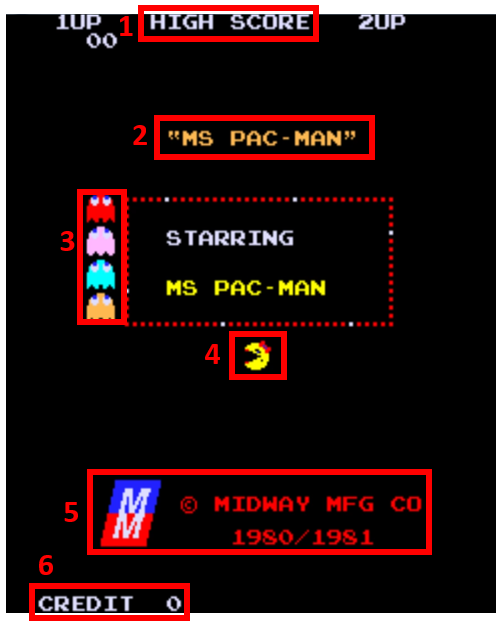 1UP HIGH SCORE 2UP
1
00
2
"MS PAC-MAN"
3
STARRING
MS PAC-MAN
4
5
MM
© MIDWAY MFG CO
1980/1981
6
CREDIT 0